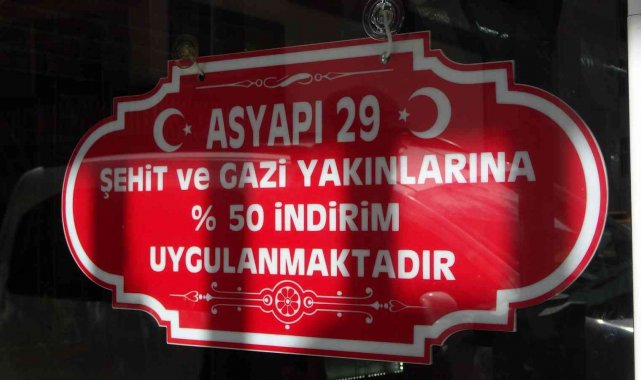 ASYAPI 29
ŞEHİT ve GAZİ YAKINLARINA
% 50 İNDİRİM
UYGULANMAKTADIR